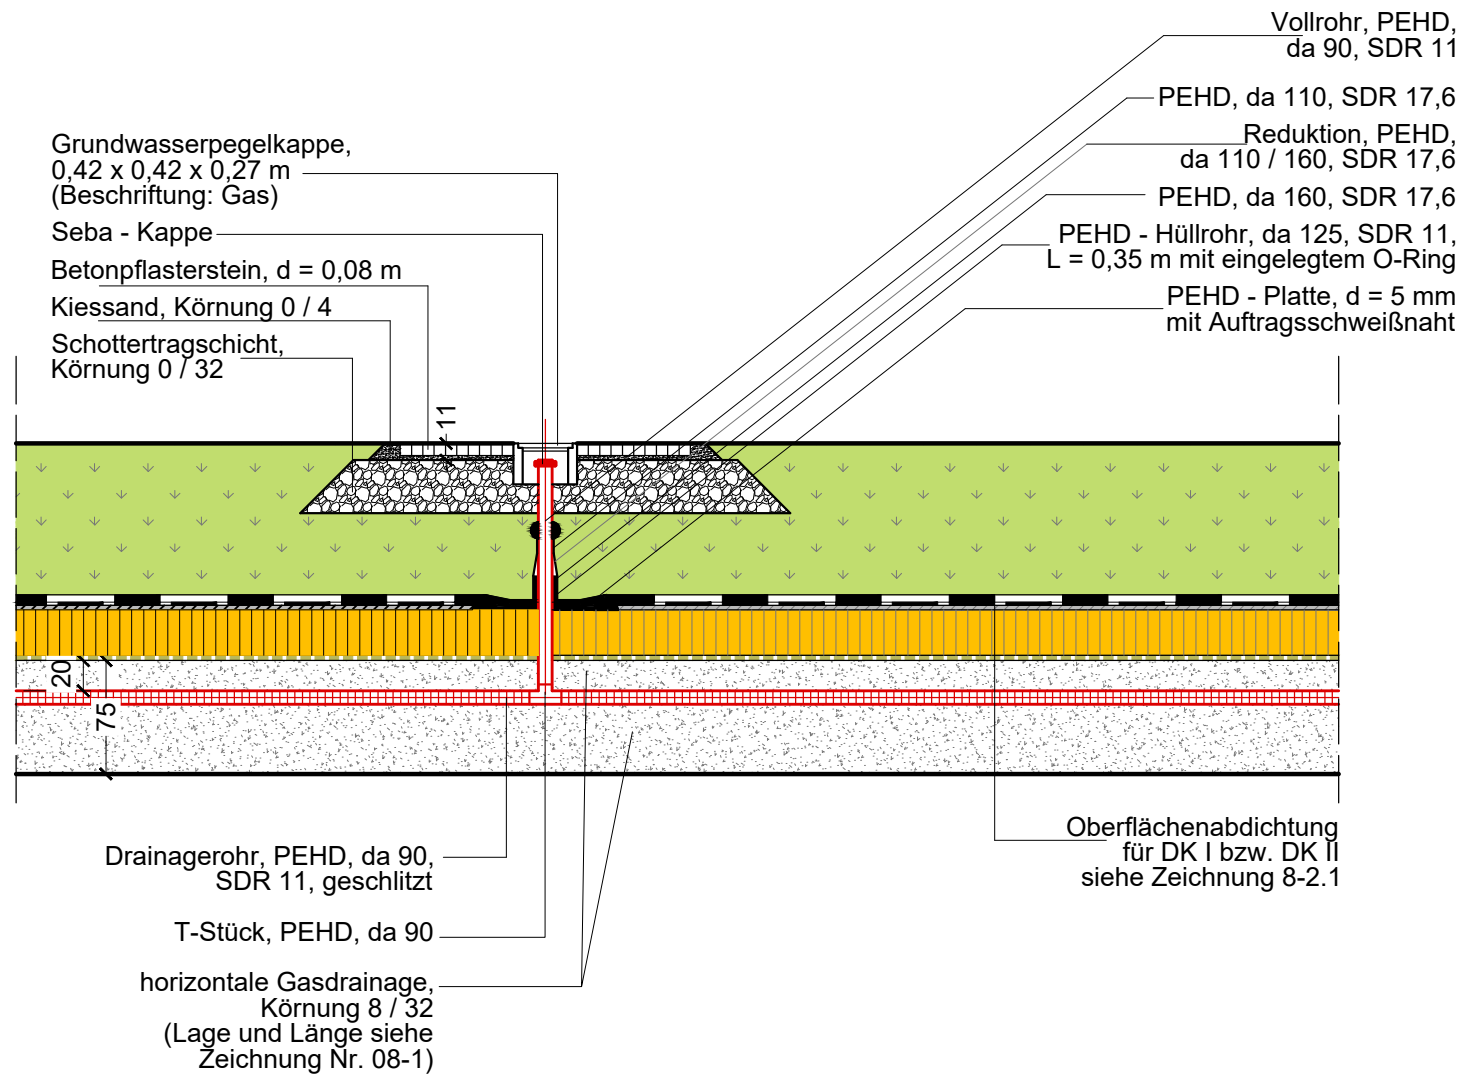 Vollrohr, PEHD,
da 90, SDR 11
PEHD, da 110, SDR 17,6
Reduktion, PEHD,
da 110 / 160, SDR 17,6
PEHD, da 160, SDR 17,6
PEHD - Hüllrohr, da 125, SDR 11,
L = 0,35 m mit eingelegtem O-Ring
PEHD - Platte, d = 5 mm
mit Auftragsschweißnaht
Grundwasserpegelkappe,
0,42 x 0,42 x 0,27 m
(Beschriftung: Gas)
Seba - Kappe
Betonpflasterstein, d = 0,08 m
Kiessand, Körnung 0 / 4
Schottertragschicht,
Körnung 0 / 32
11
20
75
Drainagerohr, PEHD, da 90,
SDR 11, geschlitzt
T-Stück, PEHD, da 90
horizontale Gasdrainage,
Körnung 8 / 32
(Lage und Länge siehe
Zeichnung Nr. 08-1)
Oberflächenabdichtung
für DK I bzw. DK II
siehe Zeichnung 8-2.1